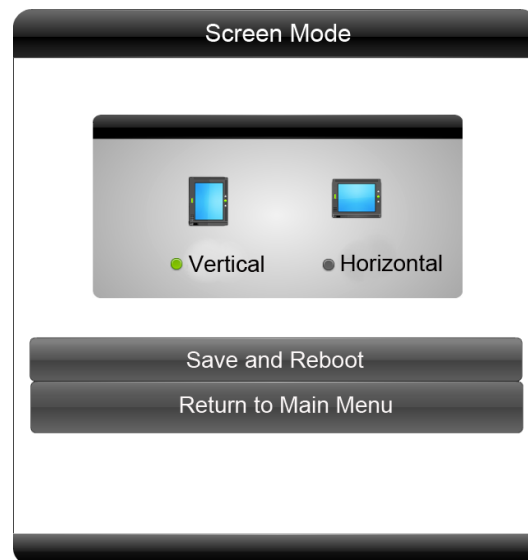 Screen Mode
Vertical
Horizontal
Save and Reboot
Return to Main Menu